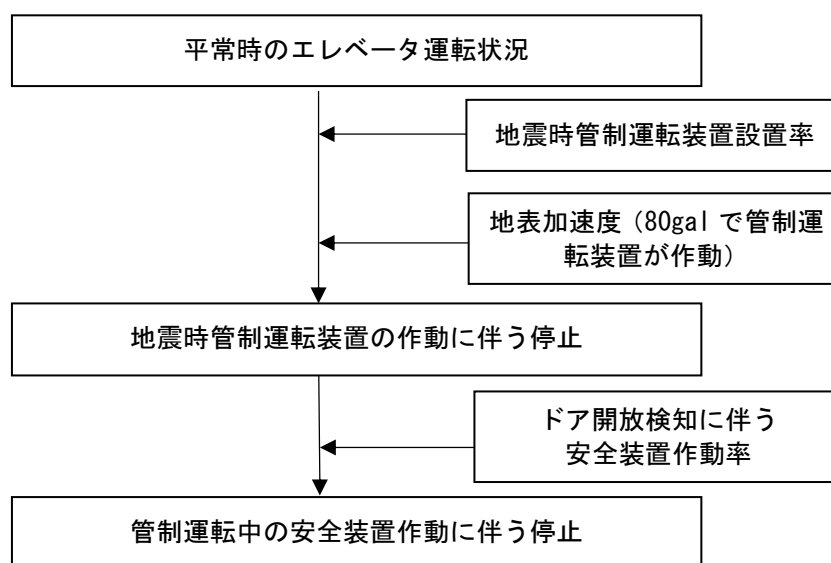 平常時のエレベータ運転状況
地震時管制運転装置設置率
地表加速度（80gal で管制運
転装置が作動）
地震時管制運転装置の作動に伴う停止
ドア開放検知に伴う
安全装置作動率
管制運転中の安全装置作動に伴う停止